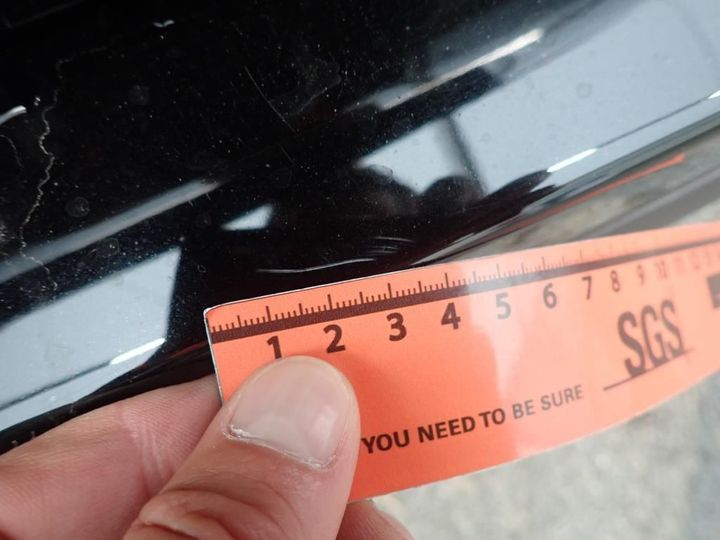 1 2 3 4 5 6 7 8 9 10 11
SGS
YOU NEED TO BE SURE